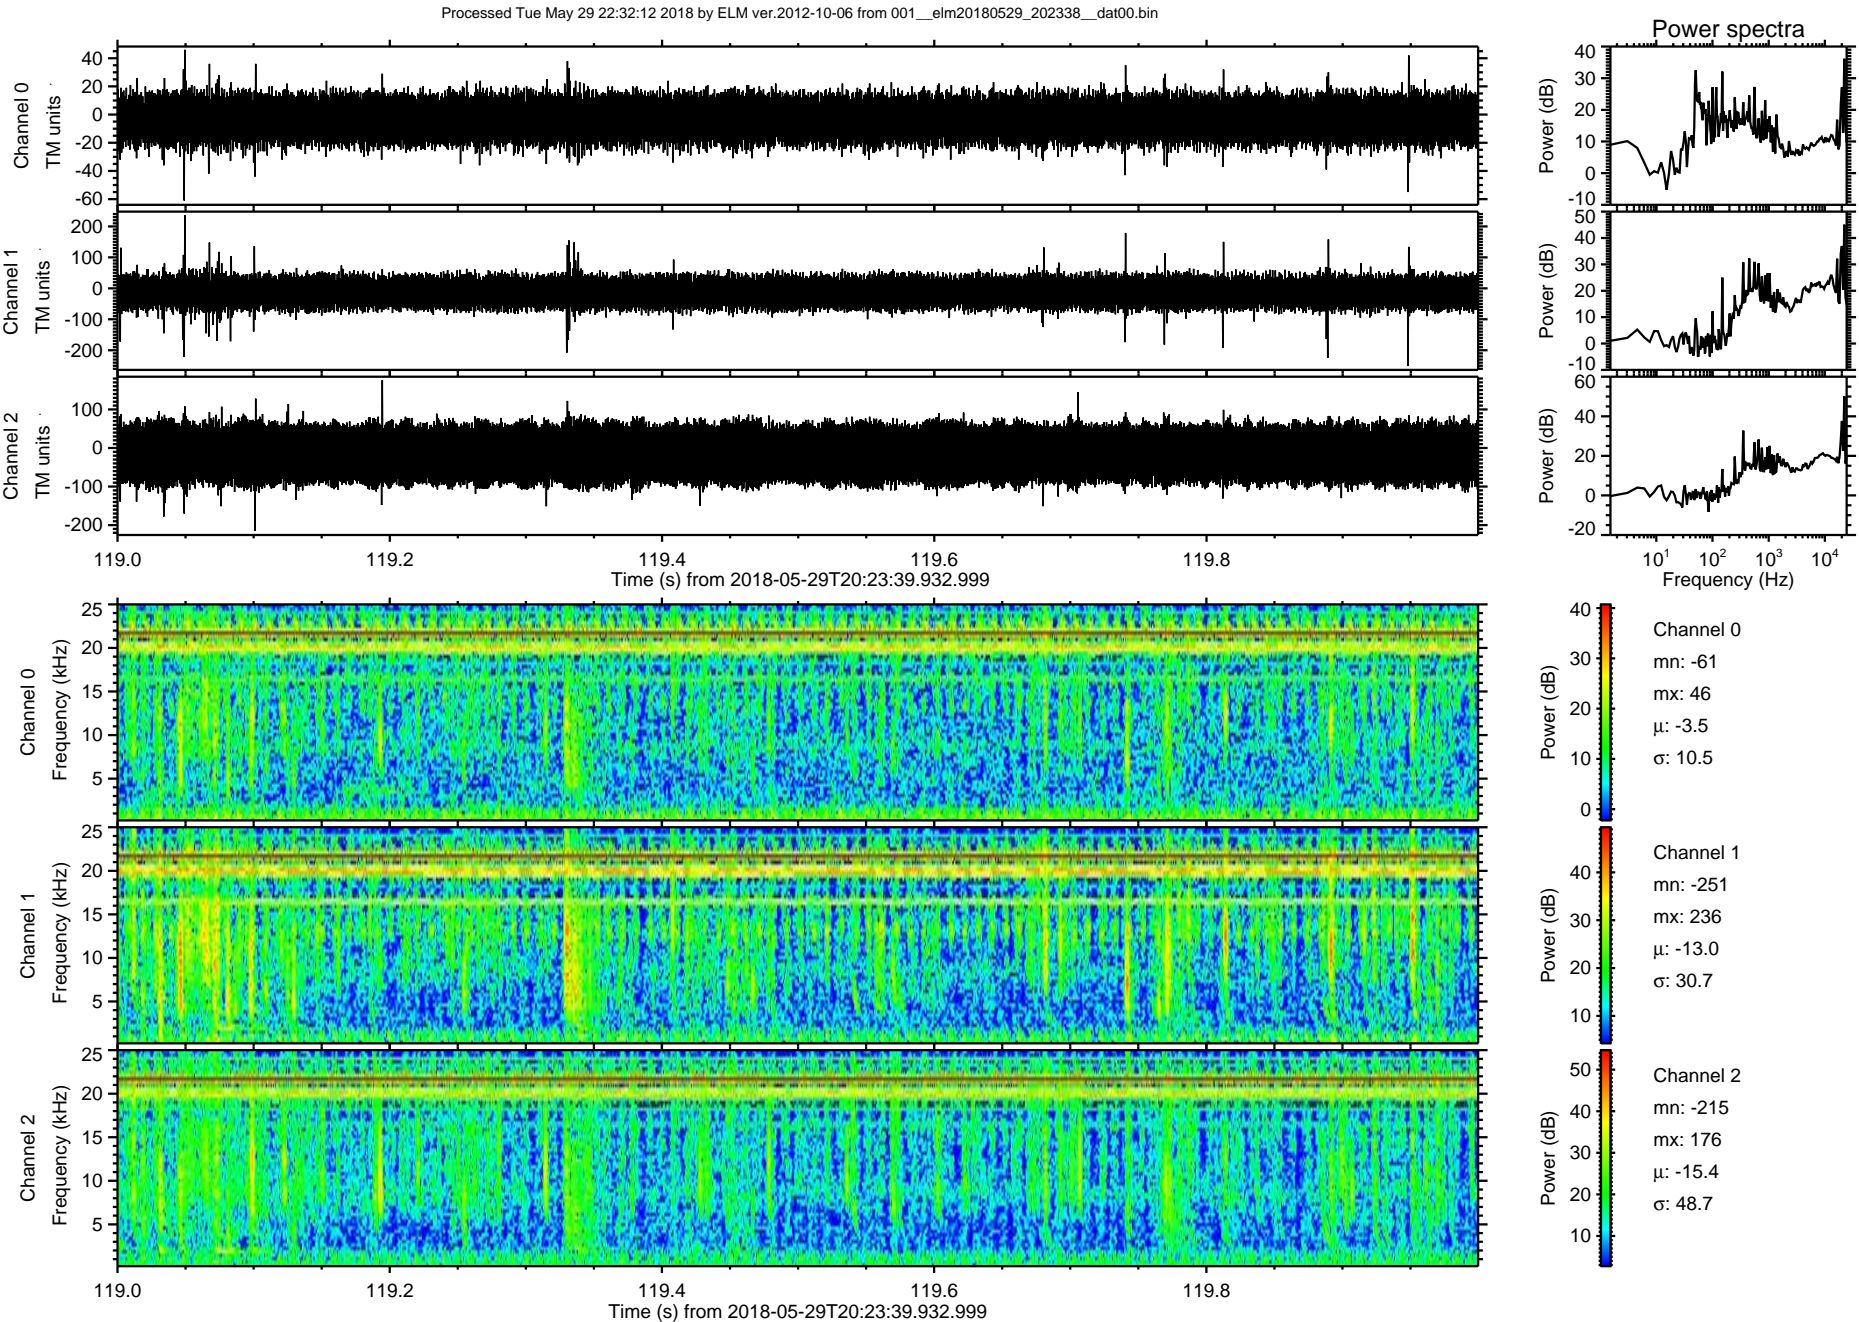 Processed Tue May 29 22:32:12 2018 by ELM ver.2012-10-06 from 001__elm20180529_202338__dat00.bin
Power spectra
Channel 0
TM units
40
20
0
-20
-40
-60
Power (dB)
40
30
20
10
0
-10
Channel 1
TM units
200
100
0
-100
-200
Power (dB)
50
40
30
20
10
0
-10
Channel 2
TM units
100
0
-100
-200
Power (dB)
60
40
20
0
-20
119.0 119.2 119.4 119.6 119.8
Time (s) from 2018-05-29T20:23:39.932.999
10¹ 10² 10³ 10⁴
Frequency (Hz)
Channel 0
Frequency (kHz)
25
20
15
10
5
Power (dB)
40
30
20
10
0
Channel 0
mn: -61
mx: 46
μ: -3.5
σ: 10.5
Channel 1
Frequency (kHz)
25
20
15
10
5
Power (dB)
40
30
20
10
Channel 1
mn: -251
mx: 236
μ: -13.0
σ: 30.7
Channel 2
Frequency (kHz)
25
20
15
10
5
Power (dB)
50
40
30
20
10
Channel 2
mn: -215
mx: 176
μ: -15.4
σ: 48.7
119.0 119.2 119.4 119.6 119.8
Time (s) from 2018-05-29T20:23:39.932.999